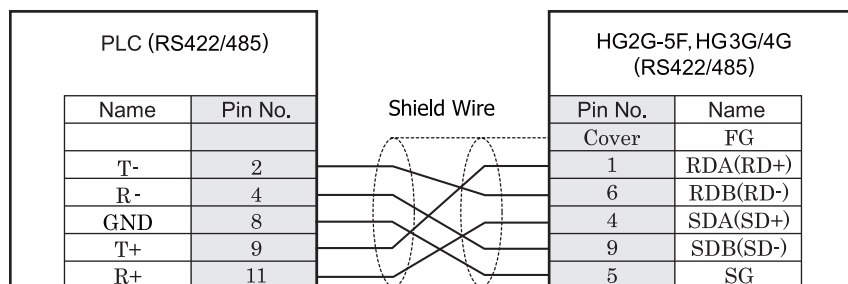 PLC (RS422/485)
HG2G-5F, HG3G/4G
(RS422/485)
Shield Wire
Name Pin No.
T- 2
R- 4
GND 8
T+ 9
R+ 11
Pin No. Name
Cover FG
1 RDA(RD+)
6 RDB(RD-)
4 SDA(SD+)
9 SDB(SD-)
5 SG